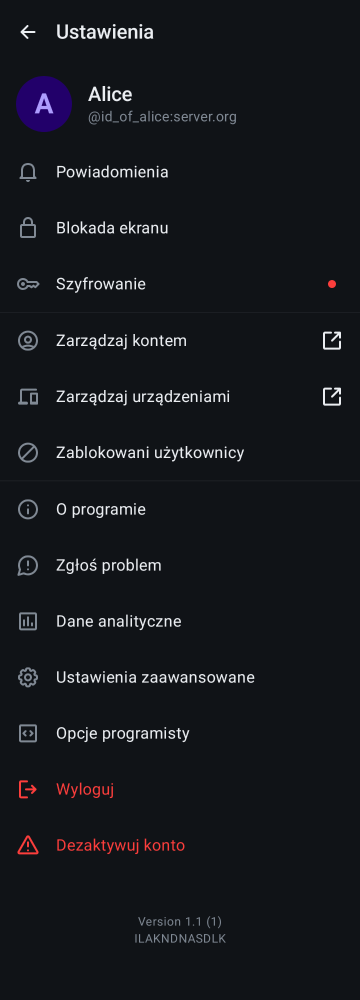 Ustawienia
A
Alice
@id_of_alice:server.org
Powiadomienia
Blokada ekranu
Szyfrowanie
Zarządzaj kontem
Zarządzaj urządzeniami
Zablokowani użytkownicy
O programie
Zgłoś problem
Dane analityczne
Ustawienia zaawansowane
Opcje programisty
Wyloguj
Dezaktywuj konto
Version 1.1 (1)
ILAKNDNASDLK